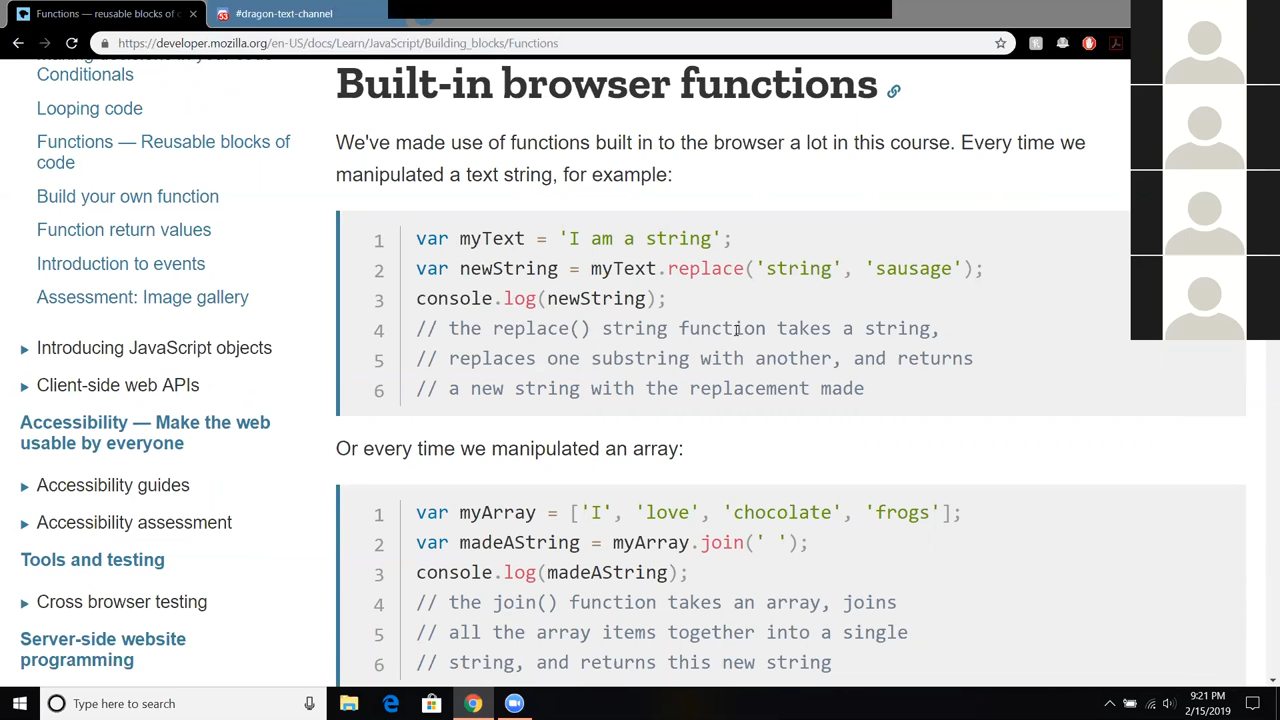 Functions — reusable blocks of c
#dragon-text-channel
https://developer.mozilla.org/en-US/docs/Learn/JavaScript/Building_blocks/Functions
Conditionals
Looping code
Functions — Reusable blocks of
code
Build your own function
Function return values
Introduction to events
Assessment: Image gallery
Introducing JavaScript objects
Client-side web APIs
Accessibility — Make the web
usable by everyone
Accessibility guides
Accessibility assessment
Tools and testing
Cross browser testing
Server-side website
programming
Built-in browser functions
We've made use of functions built in to the browser a lot in this course. Every time we
manipulated a text string, for example:
1 var myText = 'I am a string';
2 var newString = myText.replace('string', 'sausage');
3 console.log(newString);
4 // the replace() string function takes a string,
5 // replaces one substring with another, and returns
6 // a new string with the replacement made
Or every time we manipulated an array:
1 var myArray = ['I', 'love', 'chocolate', 'frogs'];
2 var madeAString = myArray.join(' ');
3 console.log(madeAString);
4 // the join() function takes an array, joins
5 // all the array items together into a single
6 // string, and returns this new string
Type here to search
9:21 PM
2/15/2019